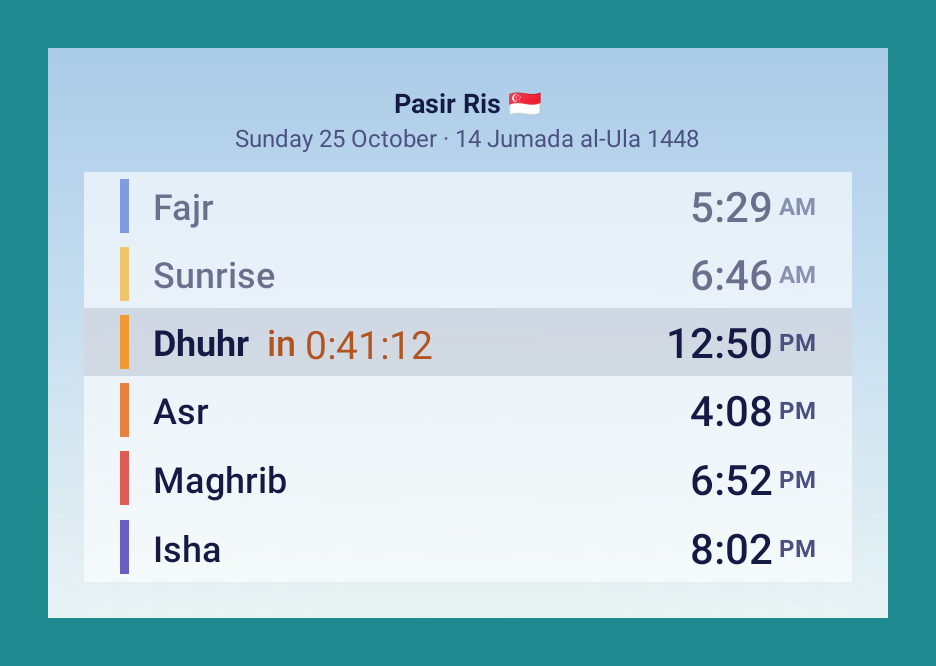 Pasir Ris 🇸🇬
Sunday 25 October · 14 Jumada al-Ula 1448
Fajr 5:29 AM
Sunrise 6:46 AM
Dhuhr in 0:41:12 12:50 PM
Asr 4:08 PM
Maghrib 6:52 PM
Isha 8:02 PM